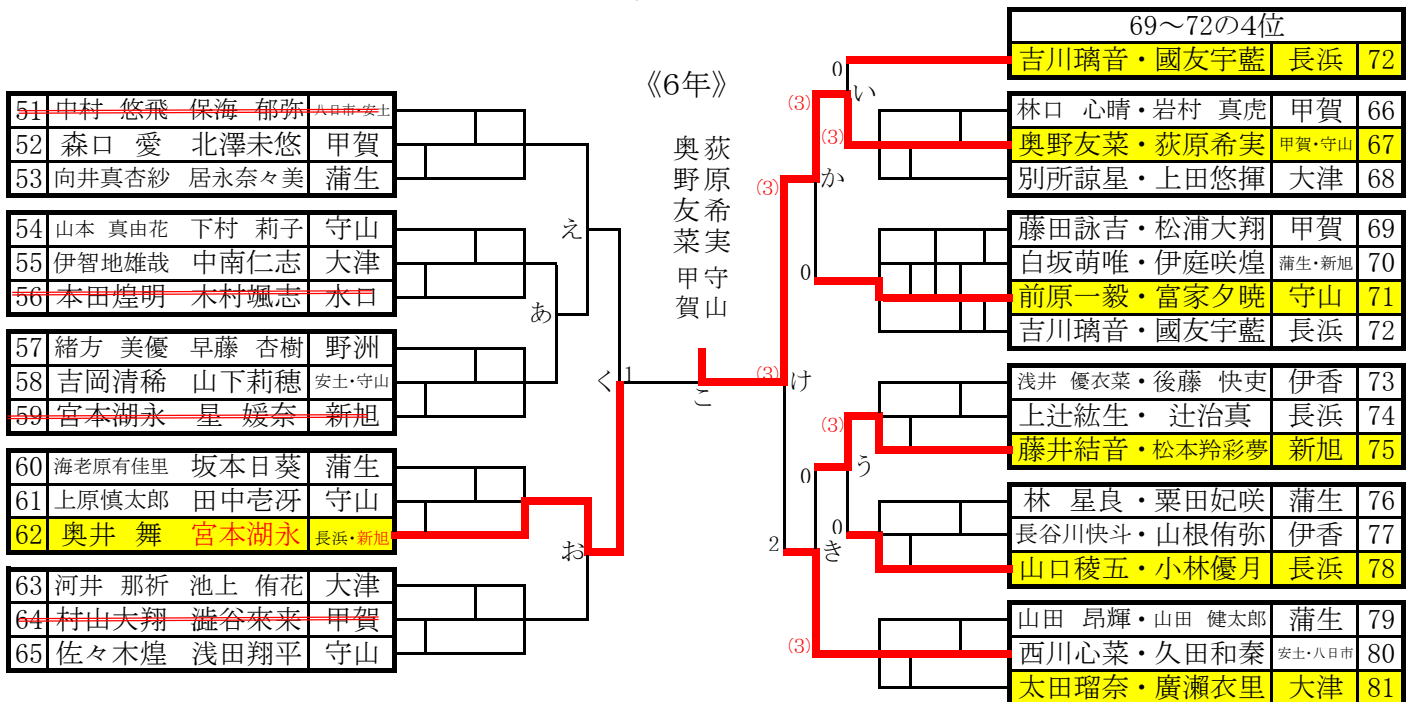 《6年》
51 中村 悠飛 保海 郁弥 八日市・安土
52 森口 愛 北澤未悠 甲賀
53 向井真杏紗 居永奈々美 蒲生
54 山本 真由花 下村 莉子 守山
55 伊智地雄哉 中南仁志 大津
56 本田煌明 木村颯志 水口
57 緒方 美優 早藤 杏樹 野洲
58 吉岡清稀 山下莉穂 安土・守山
59 宮本湖永 星 媛奈 新旭
60 海老原有佳里 坂本日葵 蒲生
61 上原慎太郎 田中壱冴 守山
62 奥井 舞 宮本湖永 長浜・新旭
63 河井 那祈 池上 侑花 大津
64 村山大翔 澁谷來来 甲賀
65 佐々木煌 浅田翔平 守山
え
あ
く
1
お
荻原希実 守山
奥野友菜 甲賀
こ
(3)
け
(3)
(3)
か
0
い
(3)
0
(3)
う
0
0
2
き
(3)
69～72の4位
吉川璃音・國友宇藍 長浜 72
林口 心晴・岩村 真虎 甲賀 66
奥野友菜・荻原希実 甲賀・守山 67
別所諒星・上田悠揮 大津 68
藤田詠吉・松浦大翔 甲賀 69
白坂萌唯・伊庭咲煌 蒲生・新旭 70
前原一毅・富家夕暁 守山 71
吉川璃音・國友宇藍 長浜 72
浅井 優衣菜・後藤 快吏 伊香 73
上辻紘生・ 辻治真 長浜 74
藤井結音・松本羚彩夢 新旭 75
林 星良・粟田妃咲 蒲生 76
長谷川快斗・山根侑弥 伊香 77
山口稜五・小林優月 長浜 78
山田 昂輝・山田 健太郎 蒲生 79
西川心菜・久田和秦 安土・八日市 80
太田瑠奈・廣瀬衣里 大津 81